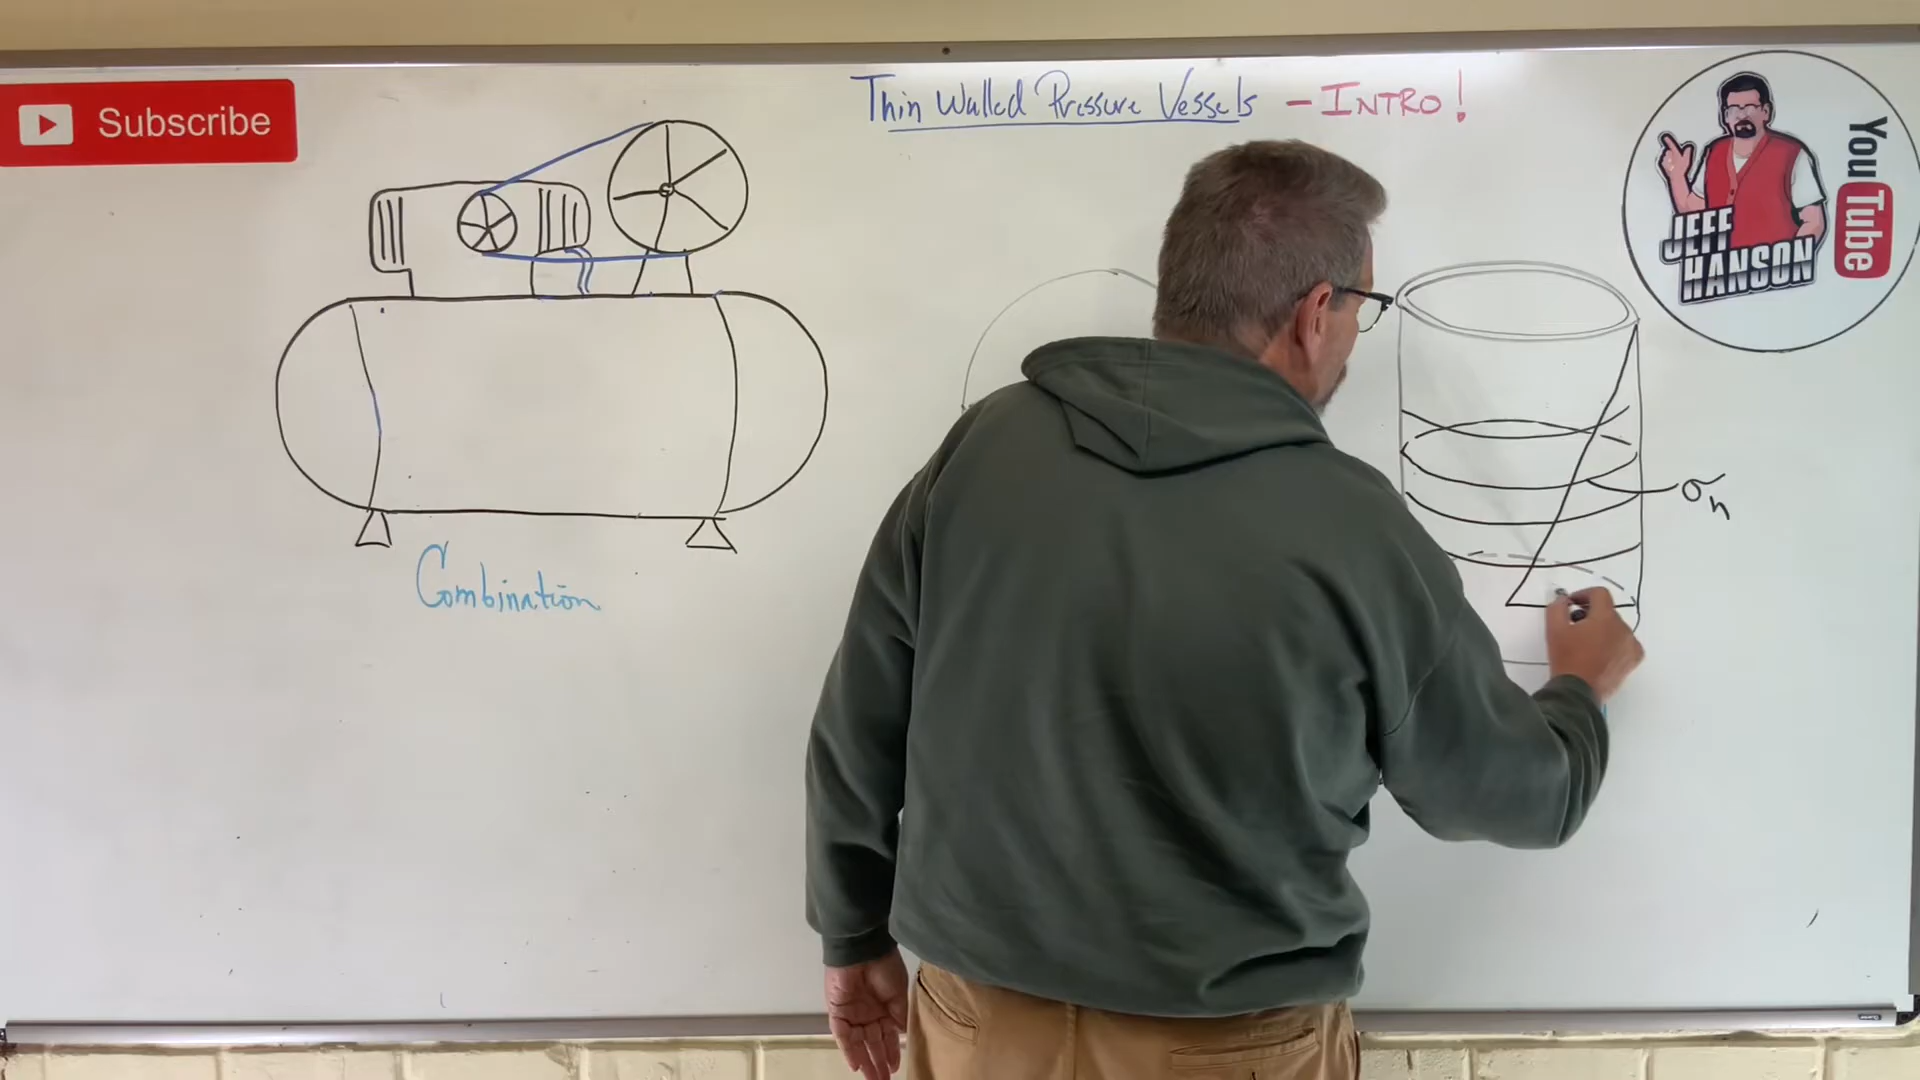 Subscribe
Thin Walled Pressure Vessels - INTRO!
YouTube
JEFF
HANSON
σh
Combination